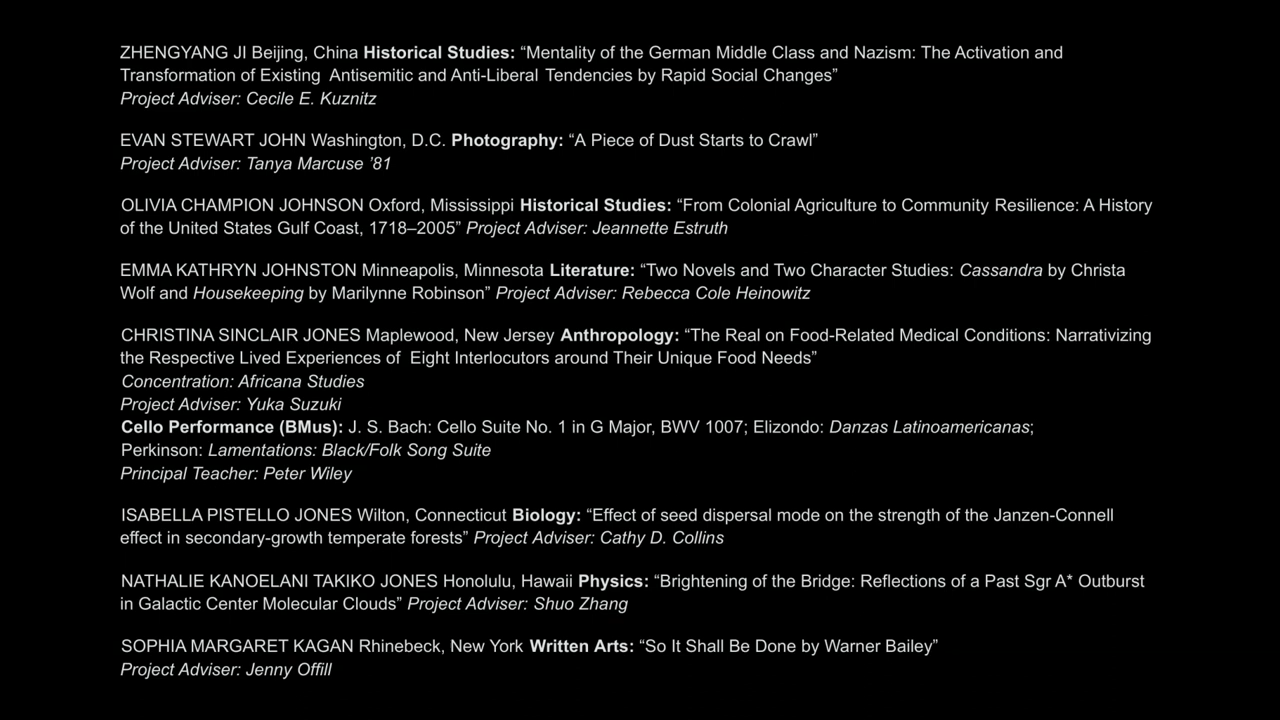 ZHENGYANG JI Beijing, China Historical Studies: “Mentality of the German Middle Class and Nazism: The Activation and
Transformation of Existing Antisemitic and Anti-Liberal Tendencies by Rapid Social Changes”
Project Adviser: Cecile E. Kuznitz
EVAN STEWART JOHN Washington, D.C. Photography: “A Piece of Dust Starts to Crawl”
Project Adviser: Tanya Marcuse ’81
OLIVIA CHAMPION JOHNSON Oxford, Mississippi Historical Studies: “From Colonial Agriculture to Community Resilience: A History
of the United States Gulf Coast, 1718–2005” Project Adviser: Jeannette Estruth
EMMA KATHRYN JOHNSTON Minneapolis, Minnesota Literature: “Two Novels and Two Character Studies: Cassandra by Christa
Wolf and Housekeeping by Marilynne Robinson” Project Adviser: Rebecca Cole Heinowitz
CHRISTINA SINCLAIR JONES Maplewood, New Jersey Anthropology: “The Real on Food-Related Medical Conditions: Narrativizing
the Respective Lived Experiences of Eight Interlocutors around Their Unique Food Needs”
Concentration: Africana Studies
Project Adviser: Yuka Suzuki
Cello Performance (BMus): J. S. Bach: Cello Suite No. 1 in G Major, BWV 1007; Elizondo: Danzas Latinoamericanas;
Perkinson: Lamentations: Black/Folk Song Suite
Principal Teacher: Peter Wiley
ISABELLA PISTELLO JONES Wilton, Connecticut Biology: “Effect of seed dispersal mode on the strength of the Janzen-Connell
effect in secondary-growth temperate forests” Project Adviser: Cathy D. Collins
NATHALIE KANOELANI TAKIKO JONES Honolulu, Hawaii Physics: “Brightening of the Bridge: Reflections of a Past Sgr A* Outburst
in Galactic Center Molecular Clouds” Project Adviser: Shuo Zhang
SOPHIA MARGARET KAGAN Rhinebeck, New York Written Arts: “So It Shall Be Done by Warner Bailey”
Project Adviser: Jenny Offill